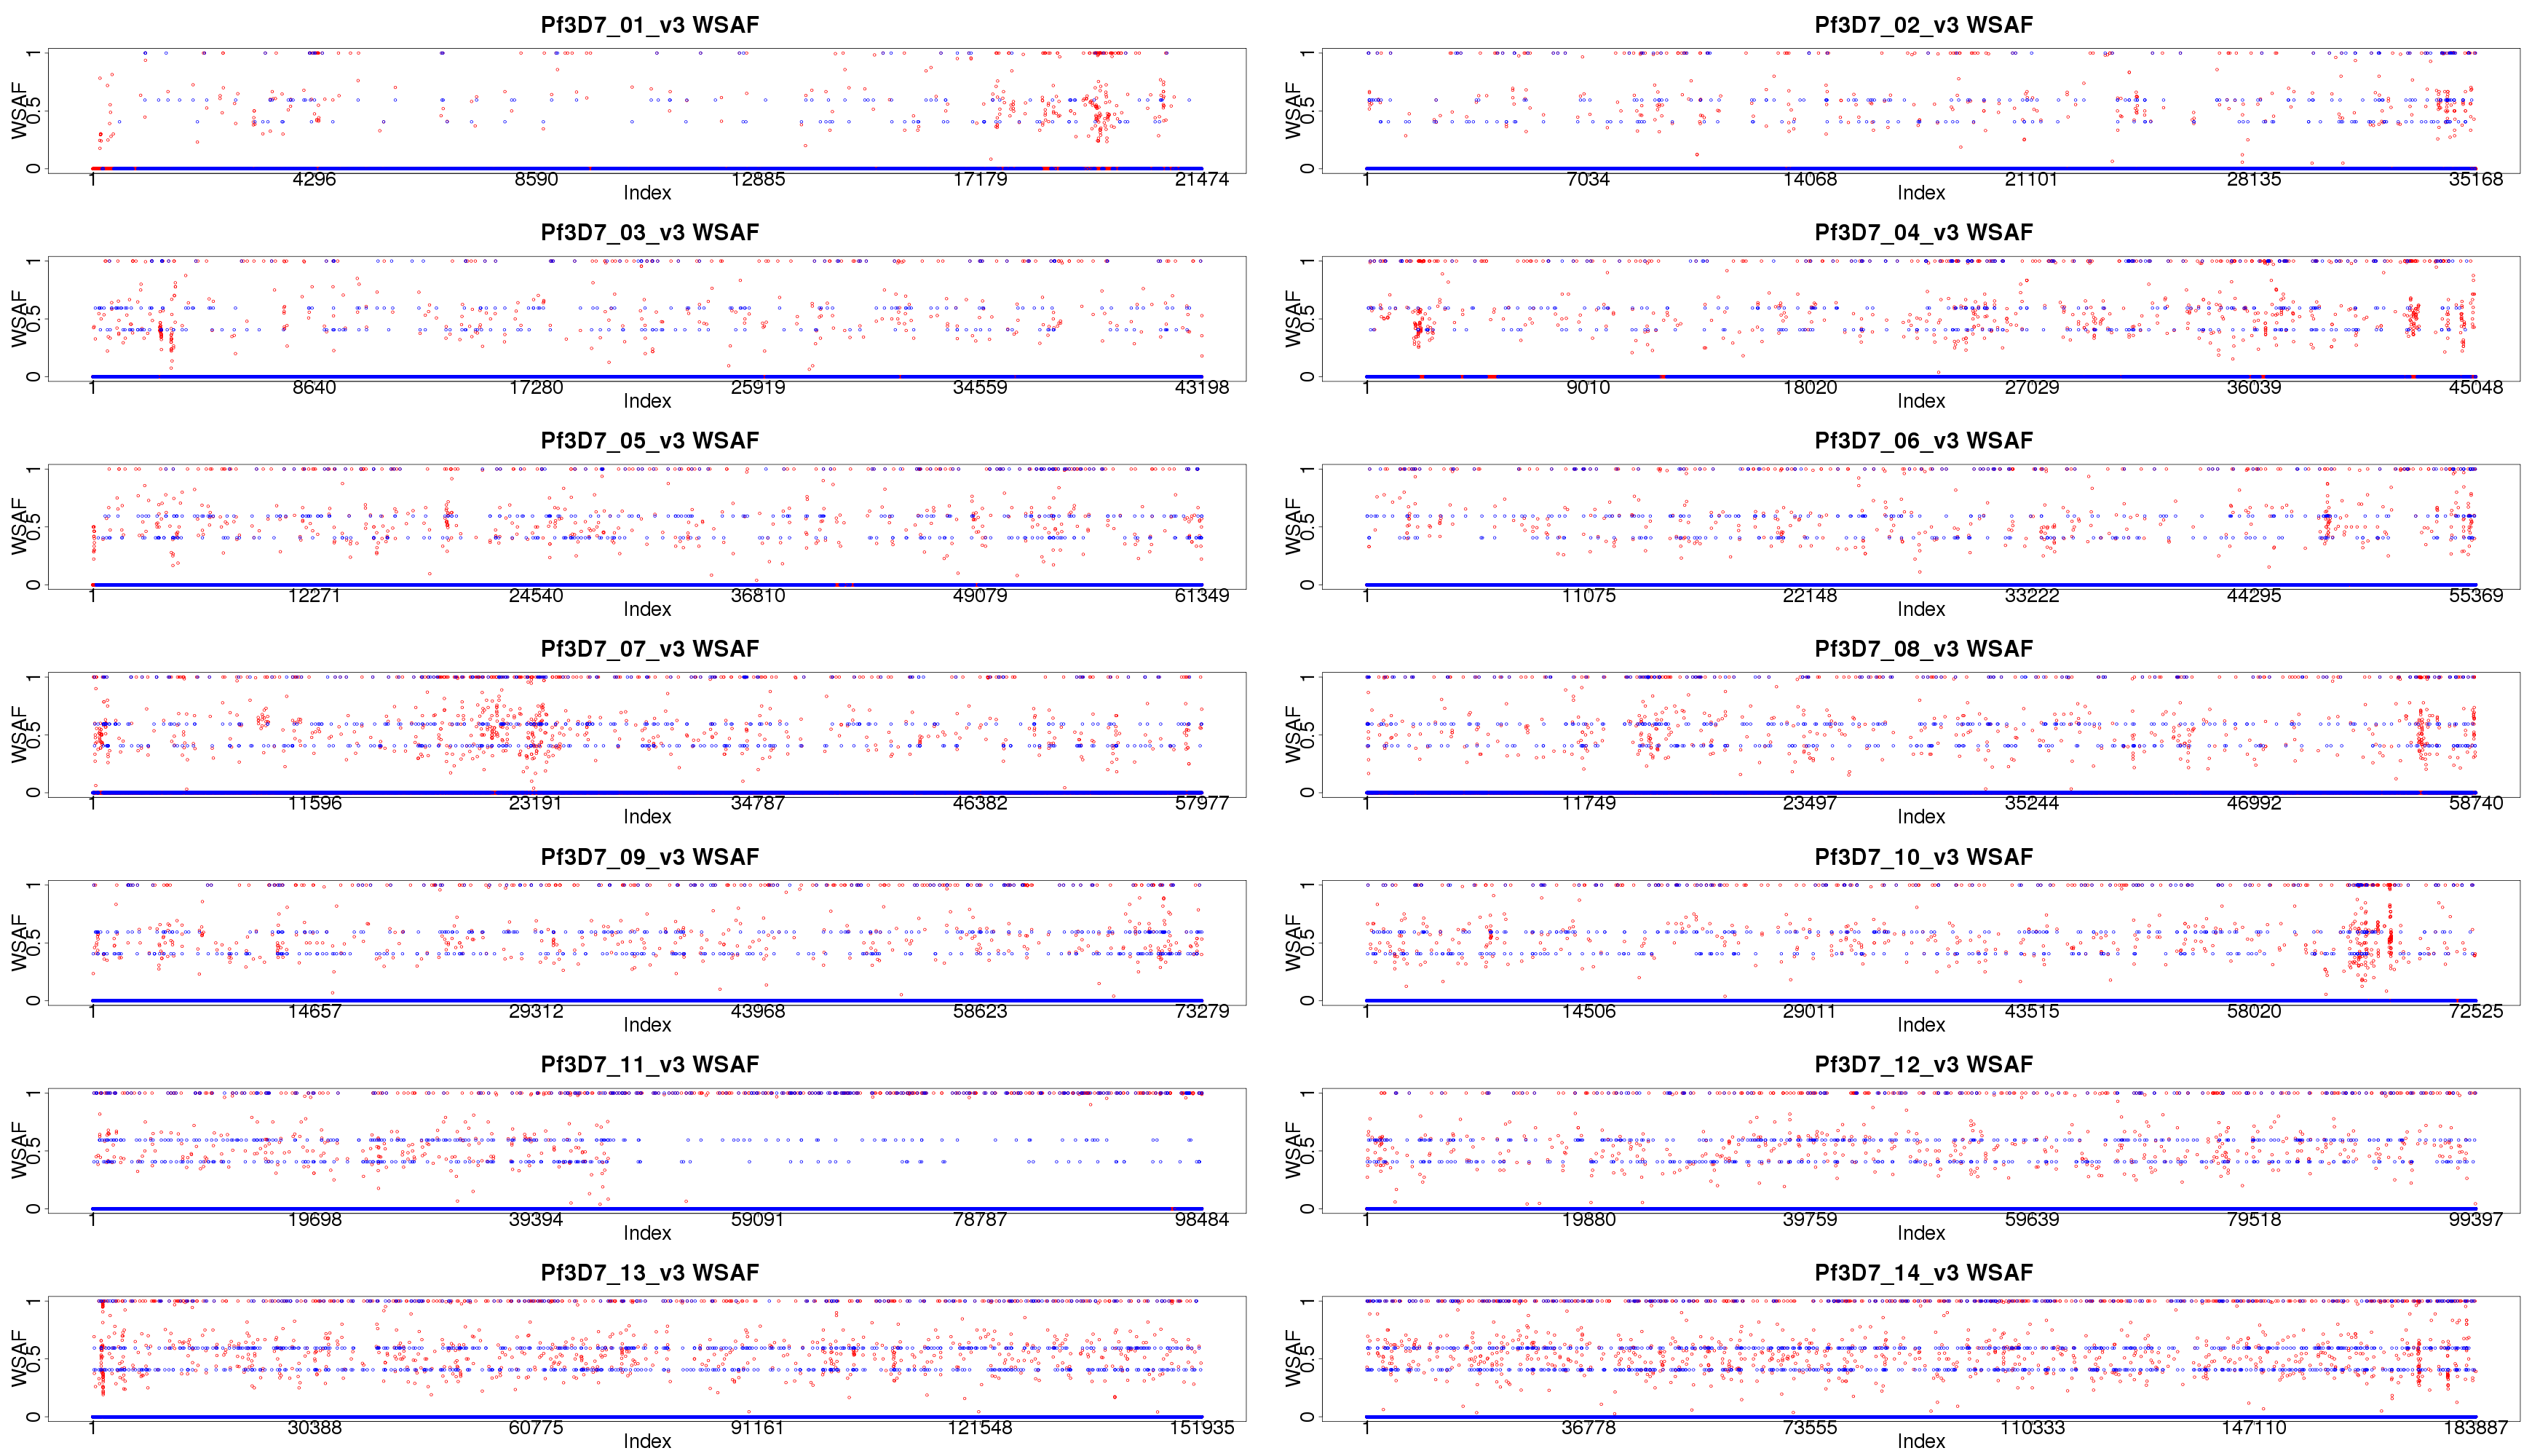 Pf3D7_01_v3 WSAF
WSAF
1
0.5
0
1 4296 8590 12885 17179 21474
Index
Pf3D7_02_v3 WSAF
WSAF
1
0.5
0
1 7034 14068 21101 28135 35168
Index
Pf3D7_03_v3 WSAF
WSAF
1
0.5
0
1 8640 17280 25919 34559 43198
Index
Pf3D7_04_v3 WSAF
WSAF
1
0.5
0
1 9010 18020 27029 36039 45048
Index
Pf3D7_05_v3 WSAF
WSAF
1
0.5
0
1 12271 24540 36810 49079 61349
Index
Pf3D7_06_v3 WSAF
WSAF
1
0.5
0
1 11075 22148 33222 44295 55369
Index
Pf3D7_07_v3 WSAF
WSAF
1
0.5
0
1 11596 23191 34787 46382 57977
Index
Pf3D7_08_v3 WSAF
WSAF
1
0.5
0
1 11749 23497 35244 46992 58740
Index
Pf3D7_09_v3 WSAF
WSAF
1
0.5
0
1 14657 29312 43968 58623 73279
Index
Pf3D7_10_v3 WSAF
WSAF
1
0.5
0
1 14506 29011 43515 58020 72525
Index
Pf3D7_11_v3 WSAF
WSAF
1
0.5
0
1 19698 39394 59091 78787 98484
Index
Pf3D7_12_v3 WSAF
WSAF
1
0.5
0
1 19880 39759 59639 79518 99397
Index
Pf3D7_13_v3 WSAF
WSAF
1
0.5
0
1 30388 60775 91161 121548 151935
Index
Pf3D7_14_v3 WSAF
WSAF
1
0.5
0
1 36778 73555 110333 147110 183887
Index